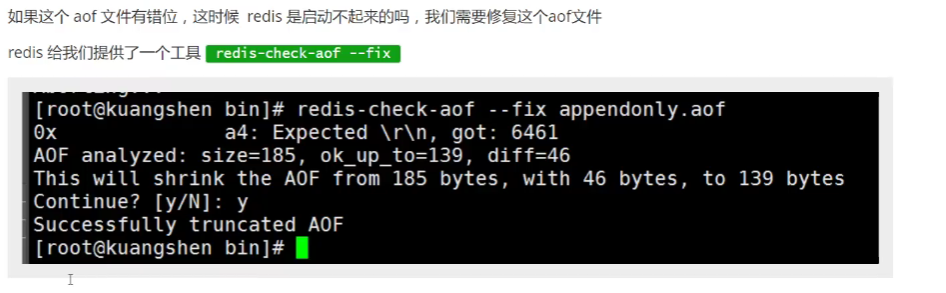 如果这个 aof 文件有错位，这时候 redis 是启动不起来的吗，我们需要修复这个aof文件
redis 给我们提供了一个工具 redis-check-aof --fix
[root@kuangshen bin]# redis-check-aof --fix appendonly.aof
0x              a4: Expected \r\n, got: 6461
AOF analyzed: size=185, ok_up_to=139, diff=46
This will shrink the AOF from 185 bytes, with 46 bytes, to 139 bytes
Continue? [y/N]: y
Successfully truncated AOF
[root@kuangshen bin]#